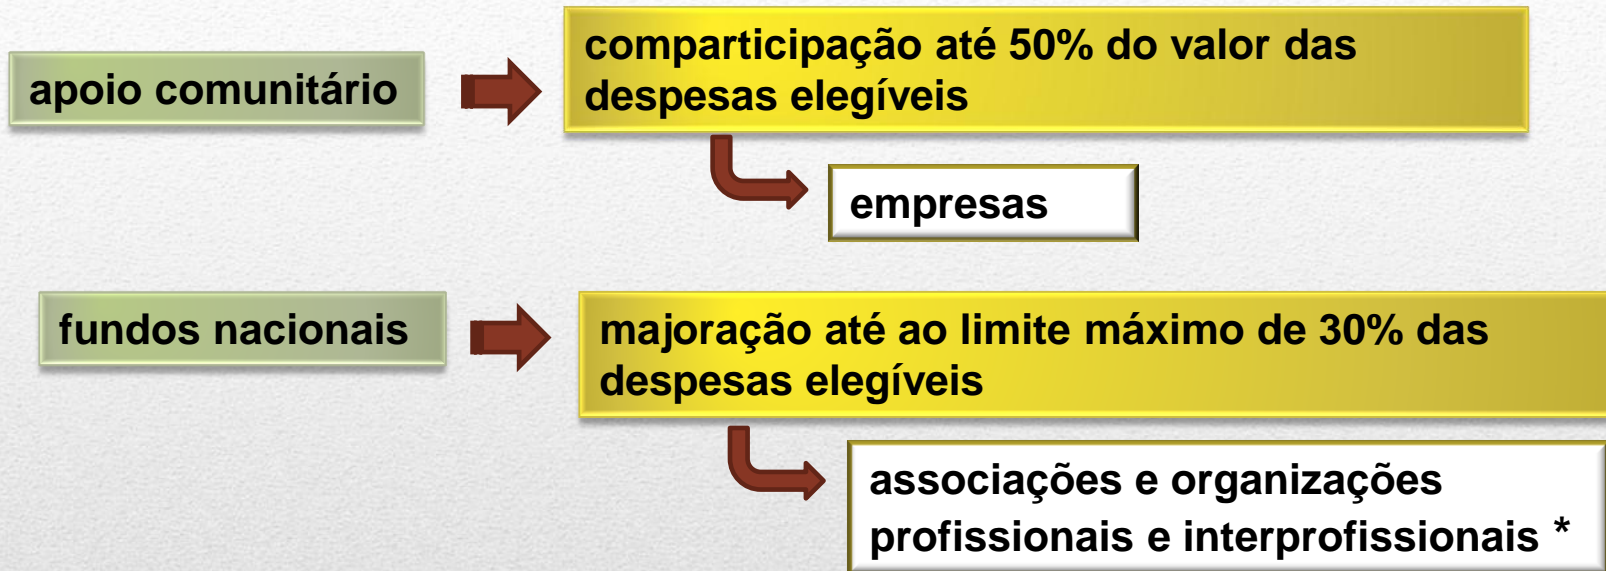 apoio comunitário
comparticipação até 50% do valor das
despesas elegíveis
empresas
fundos nacionais
majoração até ao limite máximo de 30% das
despesas elegíveis
associações e organizações
profissionais e interprofissionais *